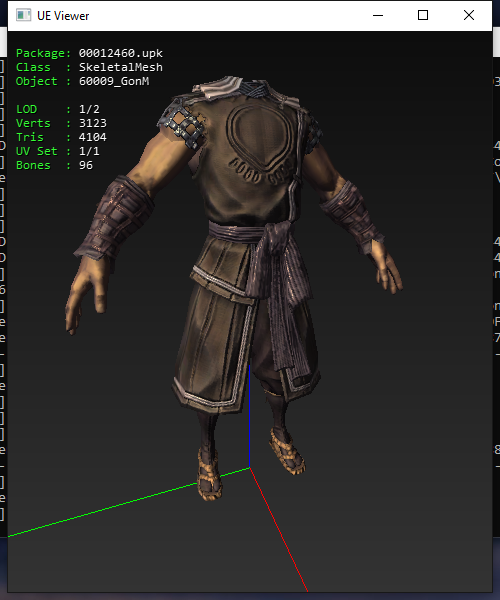 UE Viewer
Package: 00012460.upk
Class : SkeletalMesh
Object : 60009_GonM
LOD : 1/2
Verts : 3123
Tris : 4104
UV Set : 1/1
Bones : 96